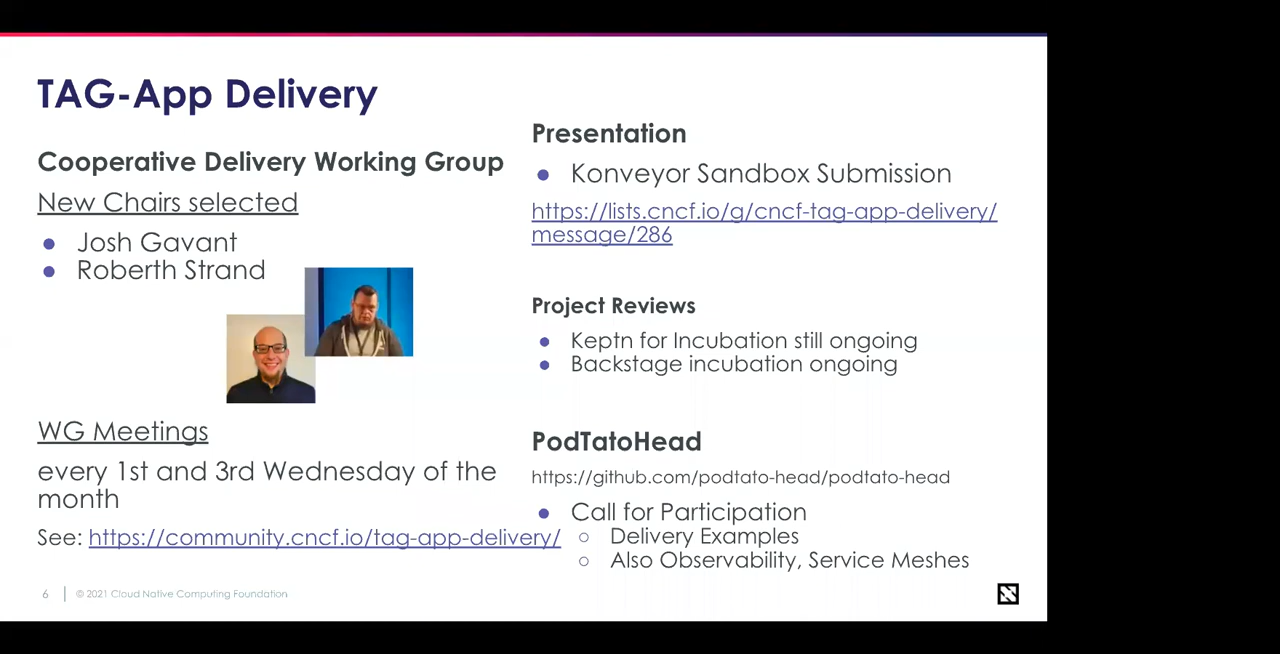 TAG-App Delivery
Cooperative Delivery Working Group
New Chairs selected
● Josh Gavant
● Roberth Strand
WG Meetings
every 1st and 3rd Wednesday of the
month
See: https://community.cncf.io/tag-app-delivery/
Presentation
● Konveyor Sandbox Submission
https://lists.cncf.io/g/cncf-tag-app-delivery/
message/286
Project Reviews
● Keptn for Incubation still ongoing
● Backstage incubation ongoing
PodTatoHead
https://github.com/podtato-head/podtato-head
● Call for Participation
○ Delivery Examples
○ Also Observability, Service Meshes
6 | © 2021 Cloud Native Computing Foundation